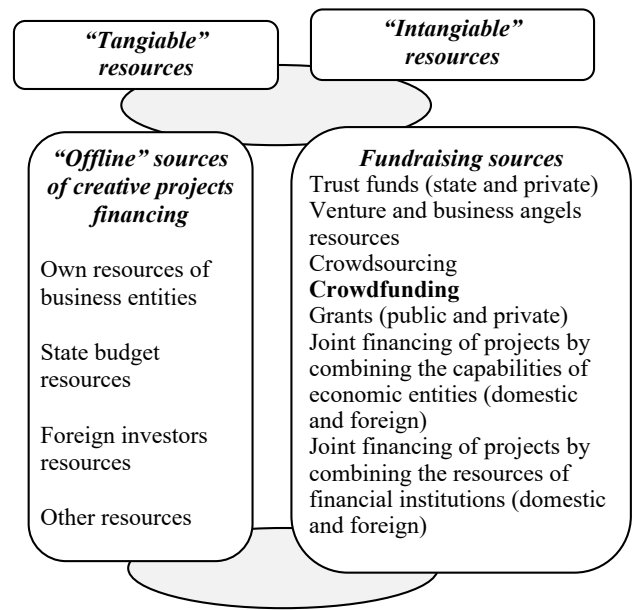 “Tangiable”
resources
“Intangiable”
resources
“Offline” sources
of creative projects
financing
Own resources of
business entities
State budget
resources
Foreign investors
resources
Other resources
Fundraising sources
Trust funds (state and private)
Venture and business angels
resources
Crowdsourcing
Crowdfunding
Grants (public and private)
Joint financing of projects by
combining the capabilities of
economic entities (domestic
and foreign)
Joint financing of projects by
combining the resources of
financial institutions (domestic
and foreign)